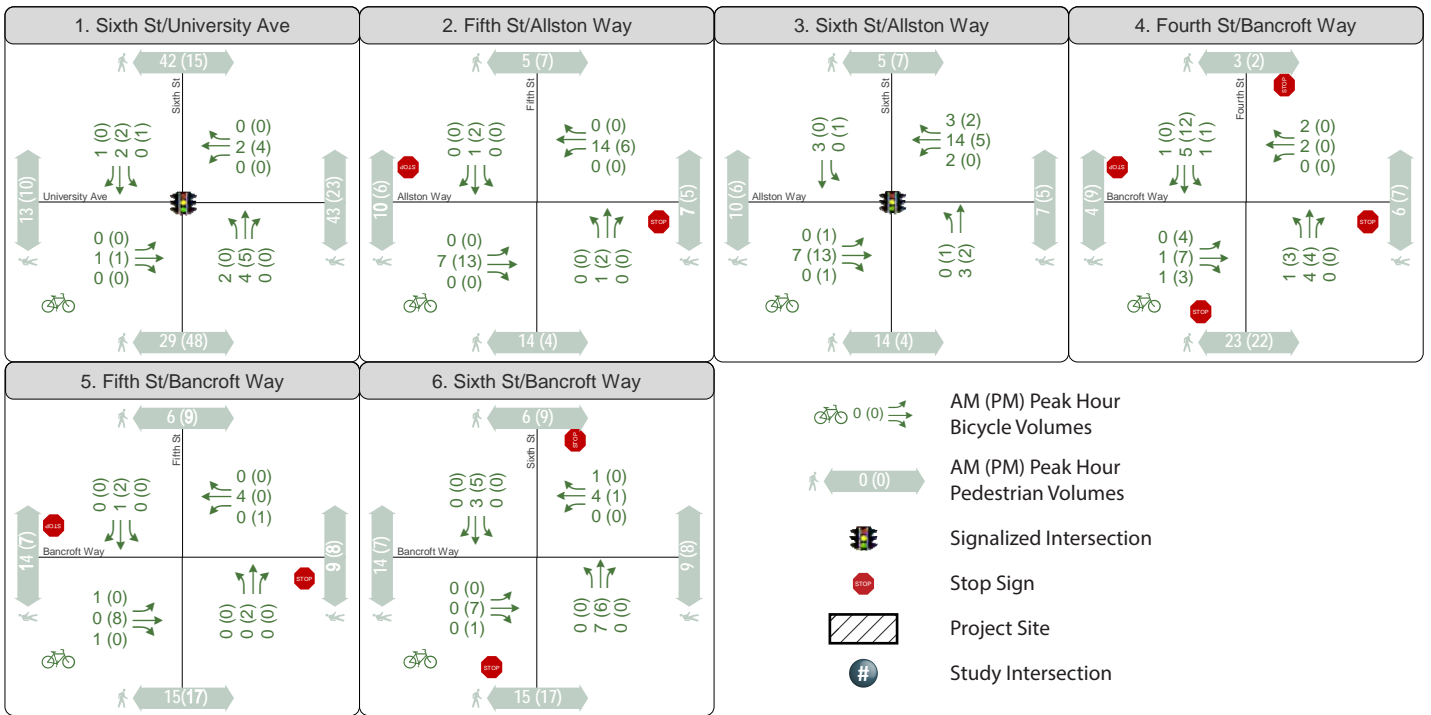 1. Sixth St/University Ave
42 (15)
Sixth St
1 (0)
2 (2)
0 (1)
0 (0)
2 (4)
0 (0)
13 (10)
University Ave
43 (23)
0 (0)
1 (1)
0 (0)
2 (0)
4 (5)
0 (0)
29 (48)
2. Fifth St/Allston Way
5 (7)
Fifth St
0 (0)
1 (2)
0 (0)
0 (0)
14 (6)
0 (0)
STOP
10 (6)
Allston Way
7 (5)
STOP
0 (0)
7 (13)
0 (0)
0 (0)
1 (2)
0 (0)
14 (4)
3. Sixth St/Allston Way
5 (7)
Sixth St
3 (0)
0 (1)
3 (2)
14 (5)
2 (0)
10 (6)
Allston Way
7 (5)
0 (1)
7 (13)
0 (1)
0 (1)
3 (2)
14 (4)
4. Fourth St/Bancroft Way
3 (2)
STOP
Fourth St
1 (0)
5 (12)
1 (1)
2 (0)
2 (0)
0 (0)
STOP
4 (9)
Bancroft Way
6 (7)
STOP
0 (4)
1 (7)
1 (3)
1 (3)
4 (4)
0 (0)
STOP
23 (22)
5. Fifth St/Bancroft Way
6 (9)
Fifth St
0 (0)
1 (2)
0 (0)
0 (0)
4 (0)
0 (1)
STOP
14 (7)
Bancroft Way
9 (8)
STOP
1 (0)
0 (8)
1 (0)
0 (0)
0 (2)
0 (0)
15(17)
6. Sixth St/Bancroft Way
6 (9)
STOP
Sixth St
0 (0)
3 (5)
0 (0)
1 (0)
4 (1)
0 (0)
14 (7)
Bancroft Way
9 (8)
0 (0)
0 (7)
0 (1)
0 (0)
7 (6)
0 (0)
STOP
15 (17)
0 (0)
AM (PM) Peak Hour
Bicycle Volumes
0 (0)
AM (PM) Peak Hour
Pedestrian Volumes
Signalized Intersection
STOP
Stop Sign
Project Site
#
Study Intersection